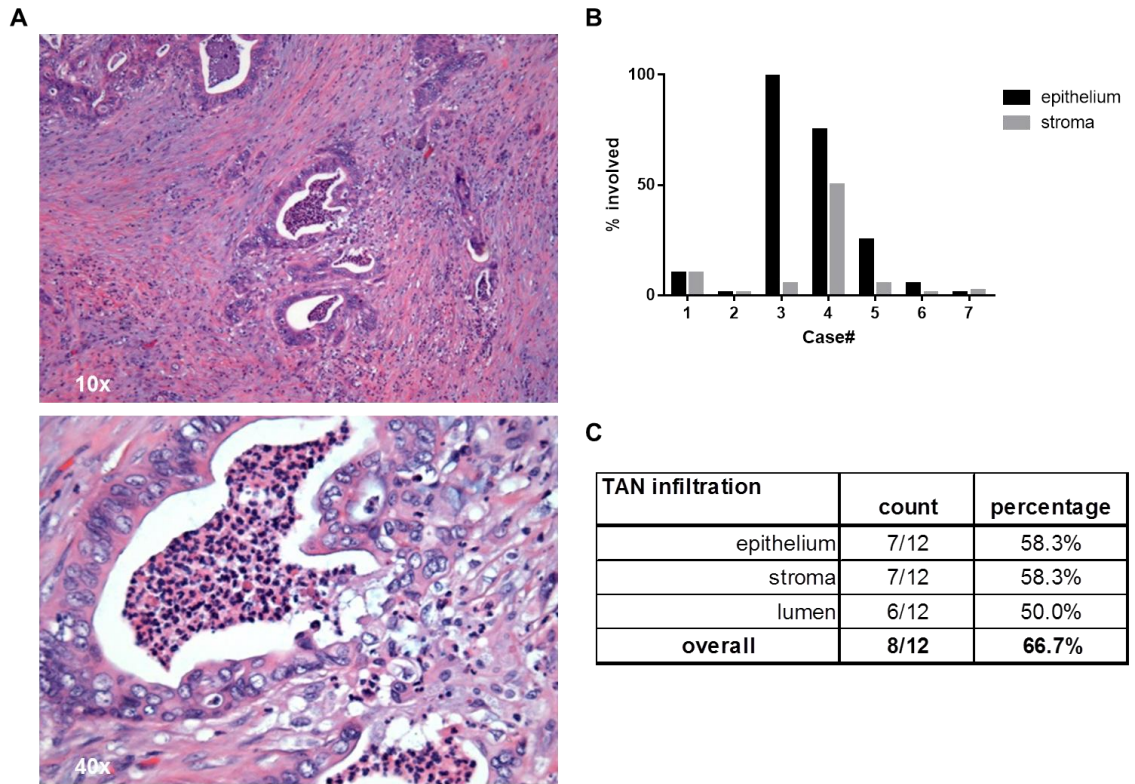 A
10x
40x
B
% involved
100
50
0
1 2 3 4 5 6 7
Case#
epithelium
stroma
C
TAN infiltration count percentage
epithelium 7/12 58.3%
stroma 7/12 58.3%
lumen 6/12 50.0%
overall 8/12 66.7%